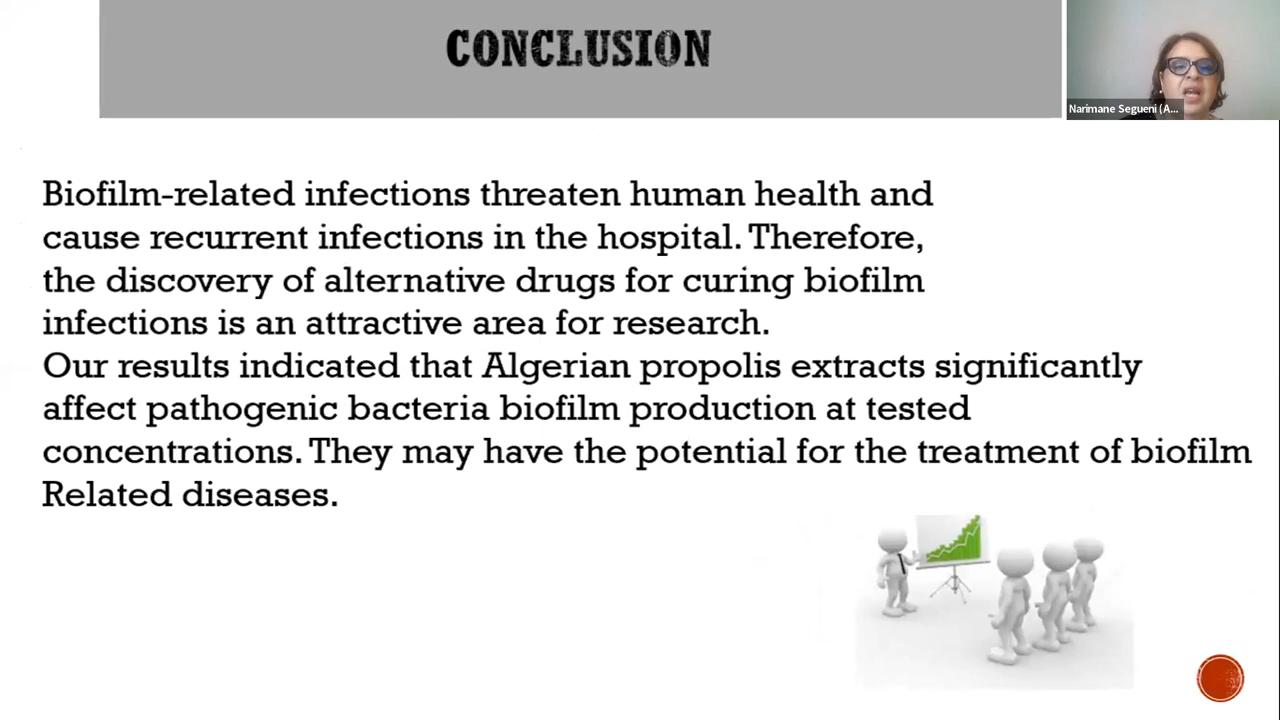 CONCLUSION
Narimane Segueni (A...
Biofilm-related infections threaten human health and
cause recurrent infections in the hospital. Therefore,
the discovery of alternative drugs for curing biofilm
infections is an attractive area for research.
Our results indicated that Algerian propolis extracts significantly
affect pathogenic bacteria biofilm production at tested
concentrations. They may have the potential for the treatment of biofilm
Related diseases.